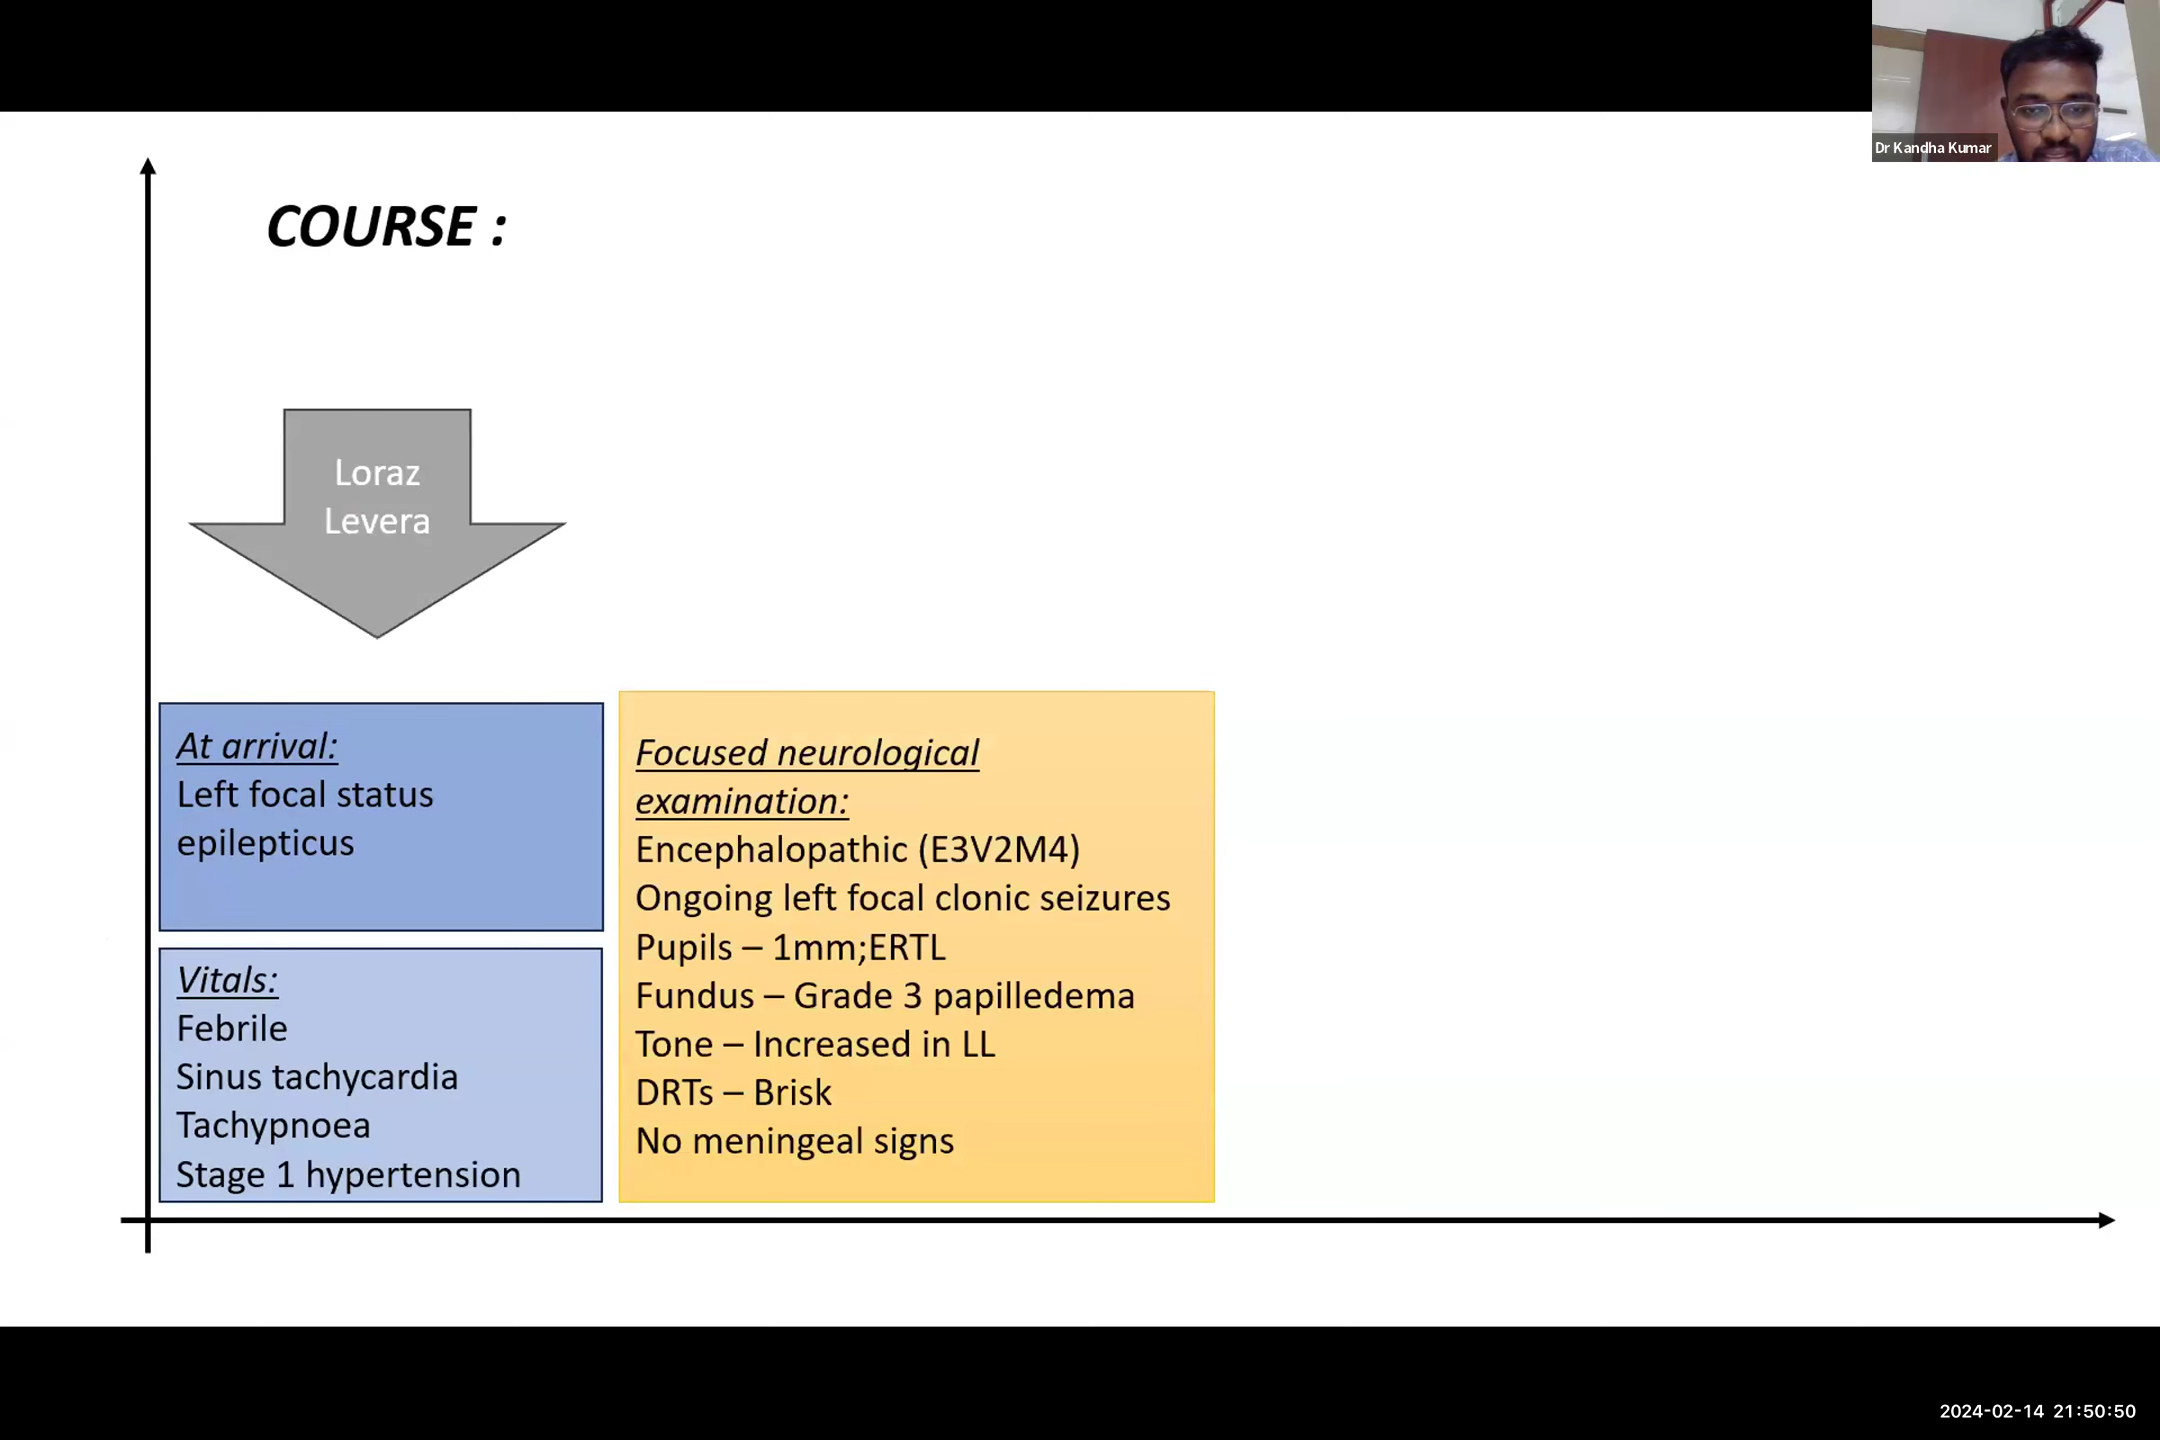 Dr Kandha Kumar
COURSE :
Loraz
Levera
At arrival:
Left focal status
epilepticus
Vitals:
Febrile
Sinus tachycardia
Tachypnoea
Stage 1 hypertension
Focused neurological
examination:
Encephalopathic (E3V2M4)
Ongoing left focal clonic seizures
Pupils – 1mm;ERTL
Fundus – Grade 3 papilledema
Tone – Increased in LL
DRTs – Brisk
No meningeal signs
2024-02-14 21:50:50